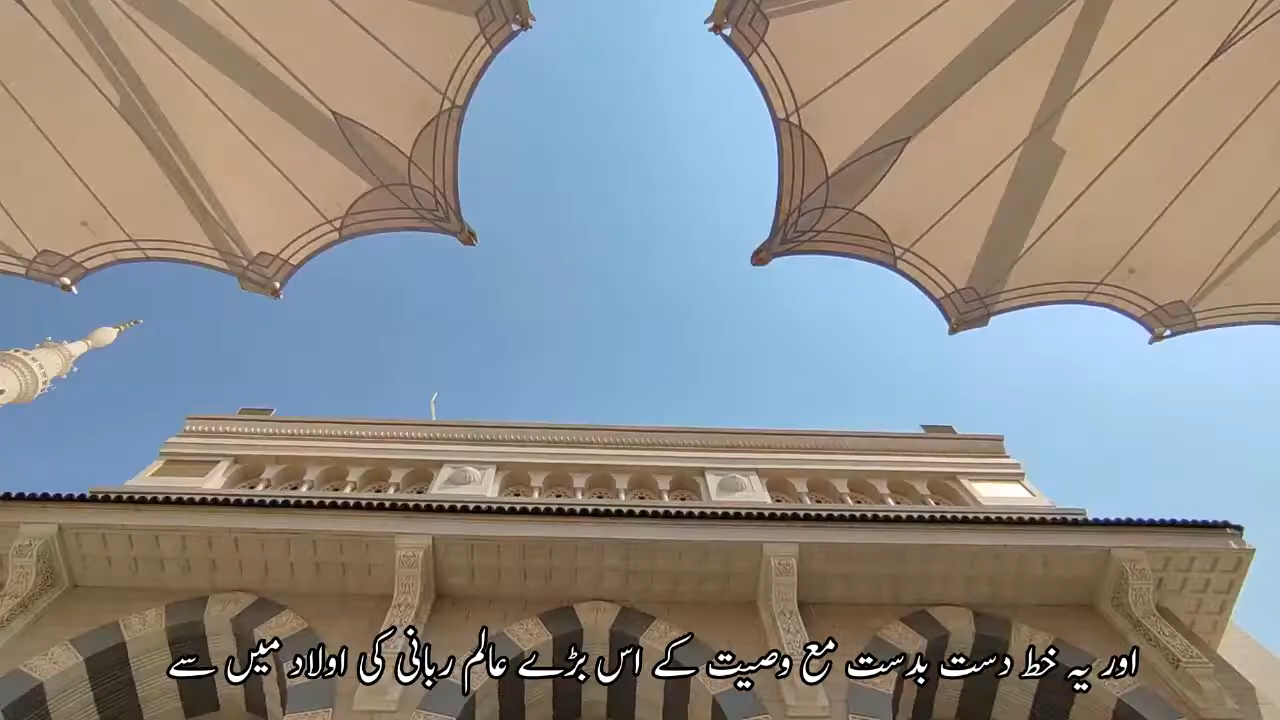 اور یہ خط دست بدست مع وصیت کے اس بڑے عالم ربانی کی اولاد میں سے